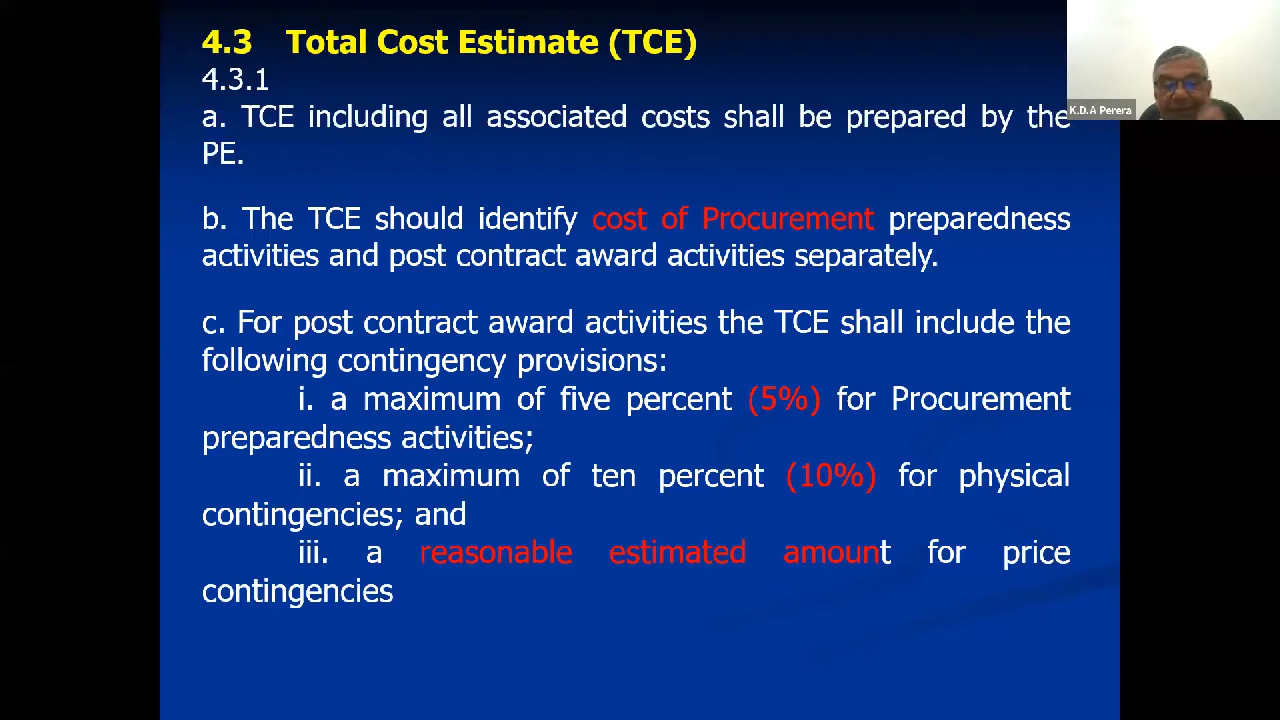 4.3 Total Cost Estimate (TCE)
4.3.1
a. TCE including all associated costs shall be prepared by the
PE.
b. The TCE should identify cost of Procurement preparedness
activities and post contract award activities separately.
c. For post contract award activities the TCE shall include the
following contingency provisions:
i. a maximum of five percent (5%) for Procurement
preparedness activities;
ii. a maximum of ten percent (10%) for physical
contingencies; and
iii. a reasonable estimated amount for price
contingencies
K.D.A Perera